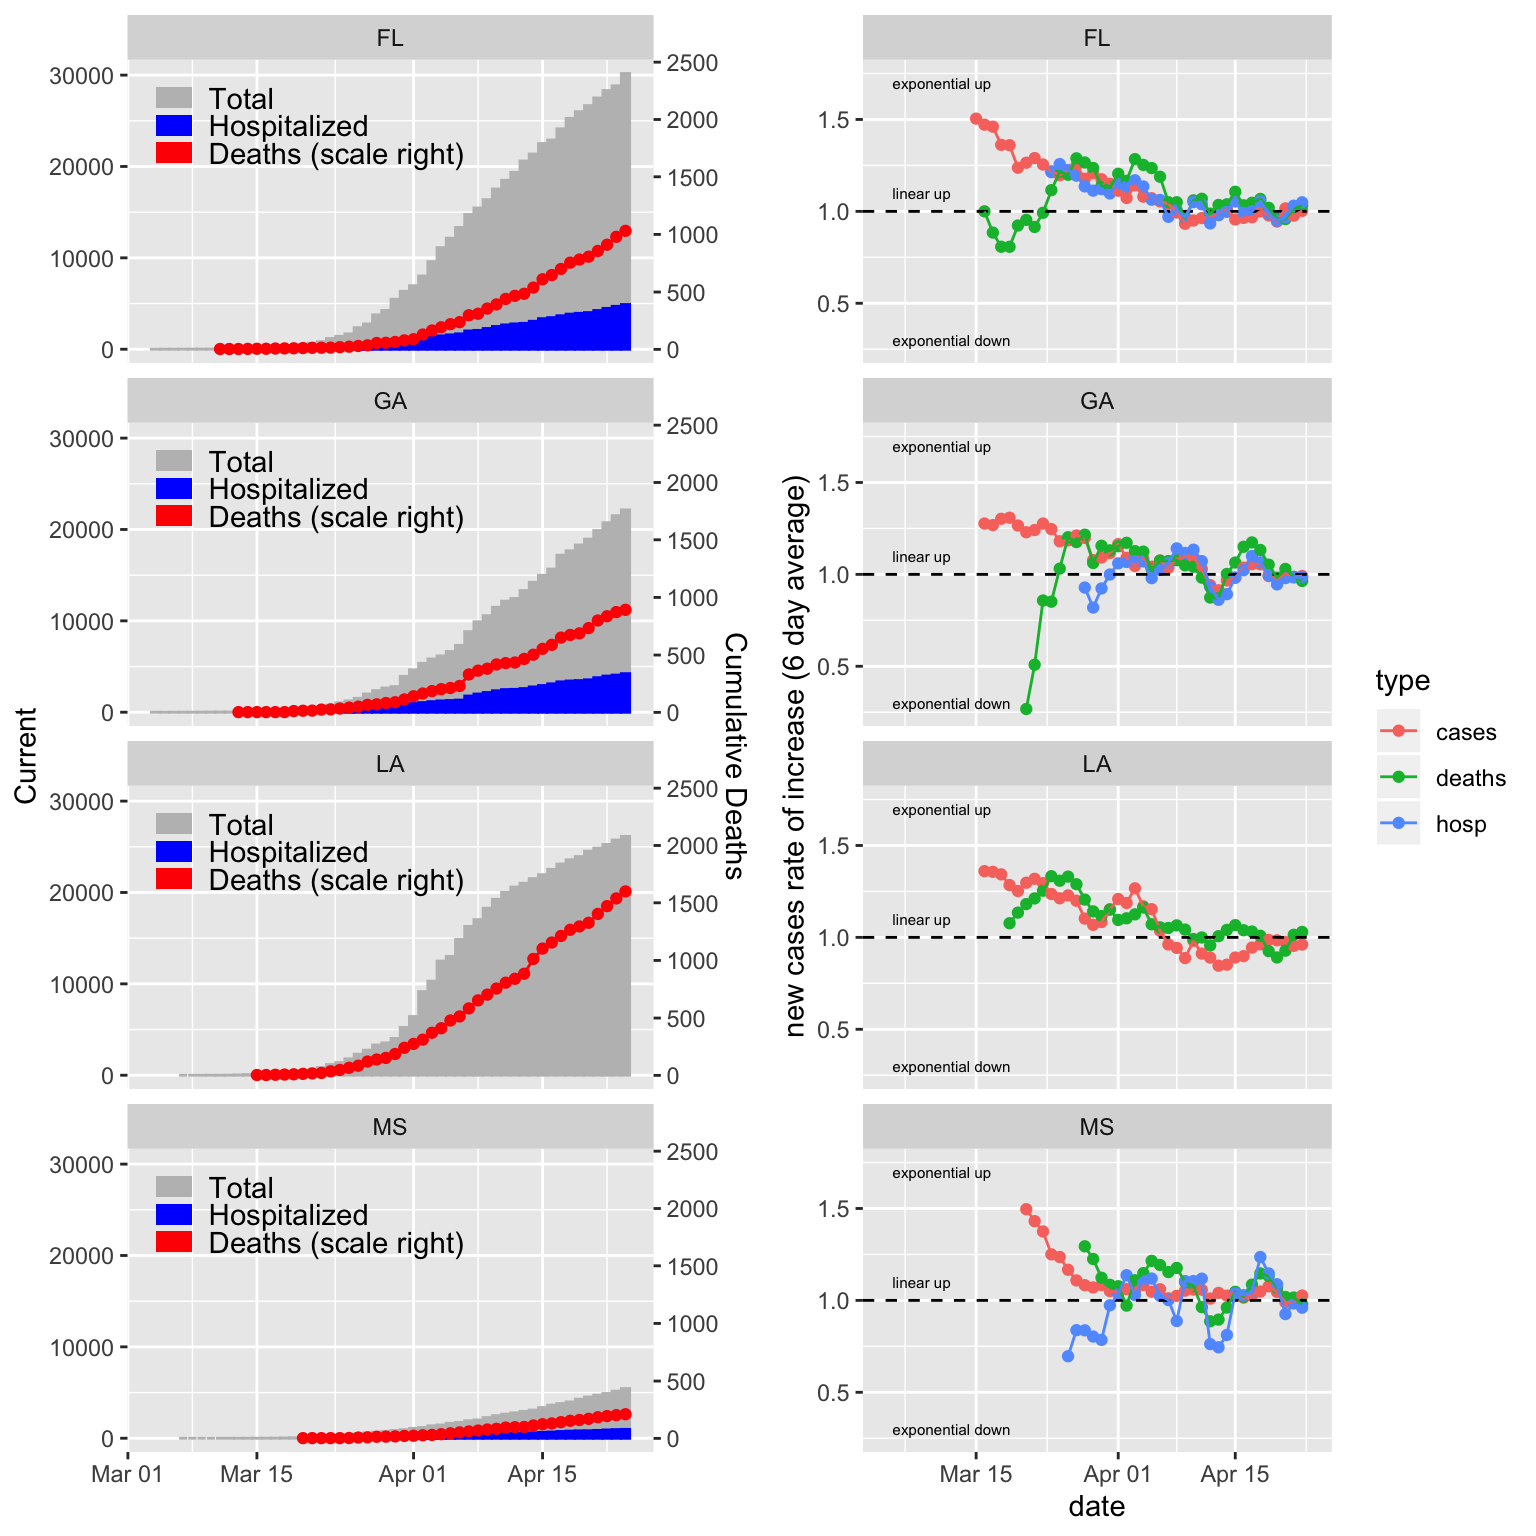 FL
30000
20000
10000
0
2500
2000
1500
1000
500
0
Total
Hospitalized
Deaths (scale right)
GA
30000
20000
10000
0
2500
2000
1500
1000
500
0
Total
Hospitalized
Deaths (scale right)
LA
30000
20000
10000
0
2500
2000
1500
1000
500
0
Total
Hospitalized
Deaths (scale right)
MS
30000
20000
10000
0
2500
2000
1500
1000
500
0
Total
Hospitalized
Deaths (scale right)
Mar 01
Mar 15
Apr 01
Apr 15
Current
Cumulative Deaths
FL
1.5
1.0
0.5
exponential up
linear up
exponential down
GA
1.5
1.0
0.5
exponential up
linear up
exponential down
LA
1.5
1.0
0.5
exponential up
linear up
exponential down
MS
1.5
1.0
0.5
exponential up
linear up
exponential down
Mar 15
Apr 01
Apr 15
date
new cases rate of increase (6 day average)
type
cases
deaths
hosp